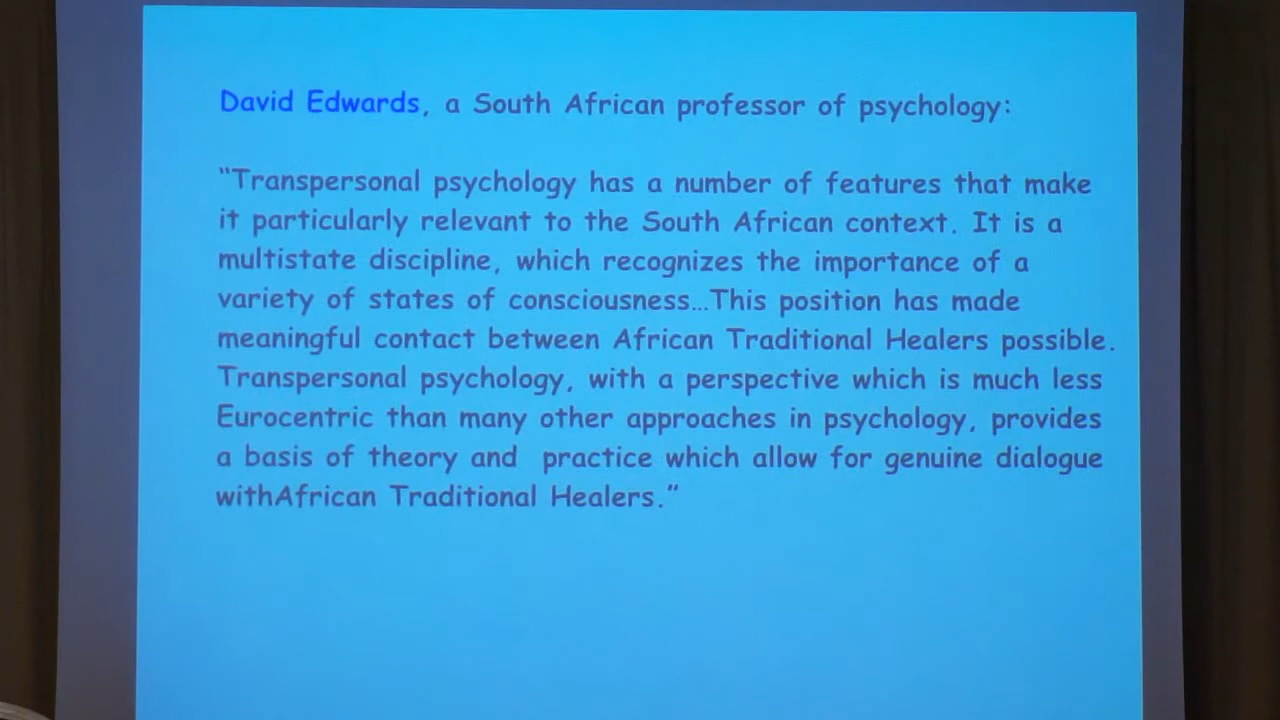 David Edwards, a South African professor of psychology:
“Transpersonal psychology has a number of features that make
it particularly relevant to the South African context. It is a
multistate discipline, which recognizes the importance of a
variety of states of consciousness…This position has made
meaningful contact between African Traditional Healers possible.
Transpersonal psychology, with a perspective which is much less
Eurocentric than many other approaches in psychology, provides
a basis of theory and practice which allow for genuine dialogue
withAfrican Traditional Healers.”